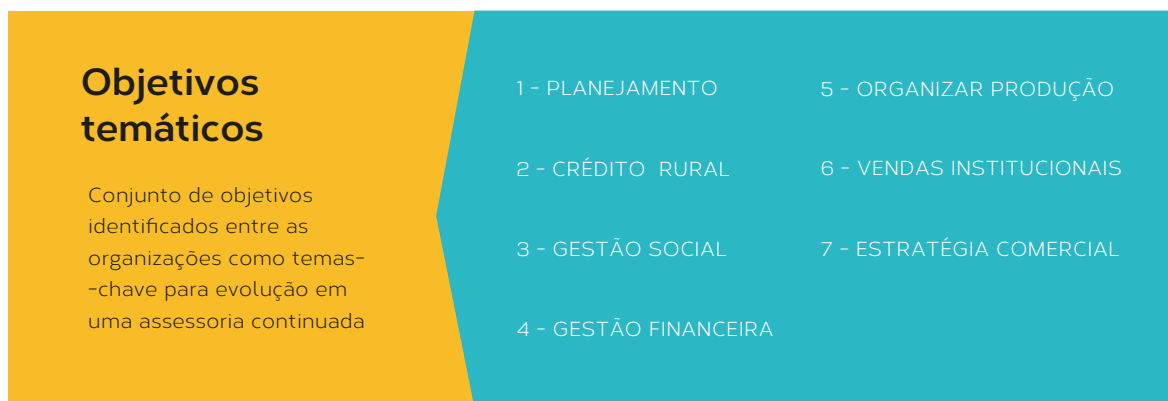 Objetivos
temáticos
Conjunto de objetivos
identificados entre as
organizações como temas-
-chave para evolução em
uma assessoria continuada
1 - PLANEJAMENTO
2 - CRÉDITO RURAL
3 - GESTÃO SOCIAL
4 - GESTÃO FINANCEIRA
5 - ORGANIZAR PRODUÇÃO
6 - VENDAS INSTITUCIONAIS
7 - ESTRATÉGIA COMERCIAL